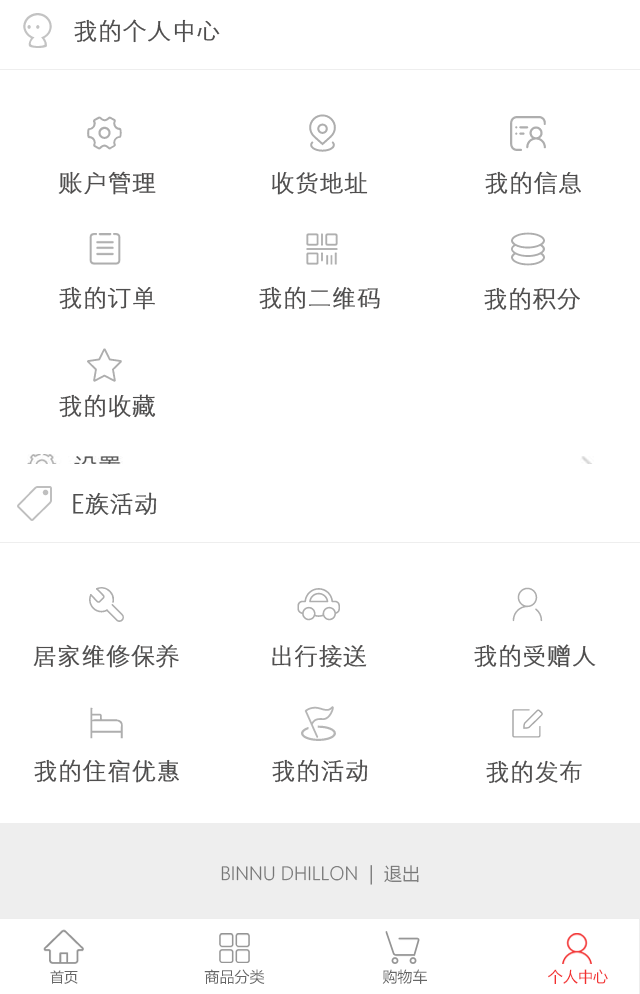 我的个人中心
账户管理 收货地址 我的信息
我的订单 我的二维码 我的积分
我的收藏
设置
E族活动
居家维修保养 出行接送 我的受赠人
我的住宿优惠 我的活动 我的发布
BINNU DHILLON | 退出
首页 商品分类 购物车 个人中心